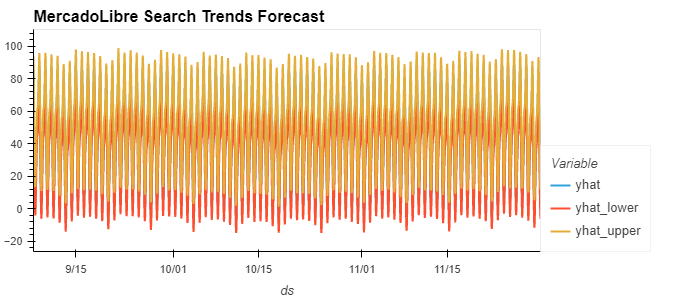 MercadoLibre Search Trends Forecast
100
80
60
40
20
0
−20
9/15
10/01
10/15
11/01
11/15
ds
Variable
yhat
yhat_lower
yhat_upper